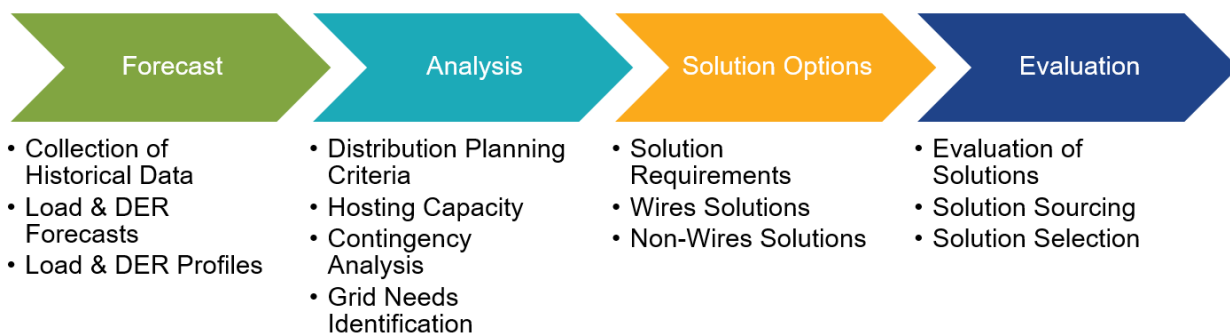 Forecast
Analysis
Solution Options
Evaluation
• Collection of
Historical Data
• Load & DER
Forecasts
• Load & DER Profiles
• Distribution Planning
Criteria
• Hosting Capacity
• Contingency
Analysis
• Grid Needs
Identification
• Solution
Requirements
• Wires Solutions
• Non-Wires Solutions
• Evaluation of
Solutions
• Solution Sourcing
• Solution Selection